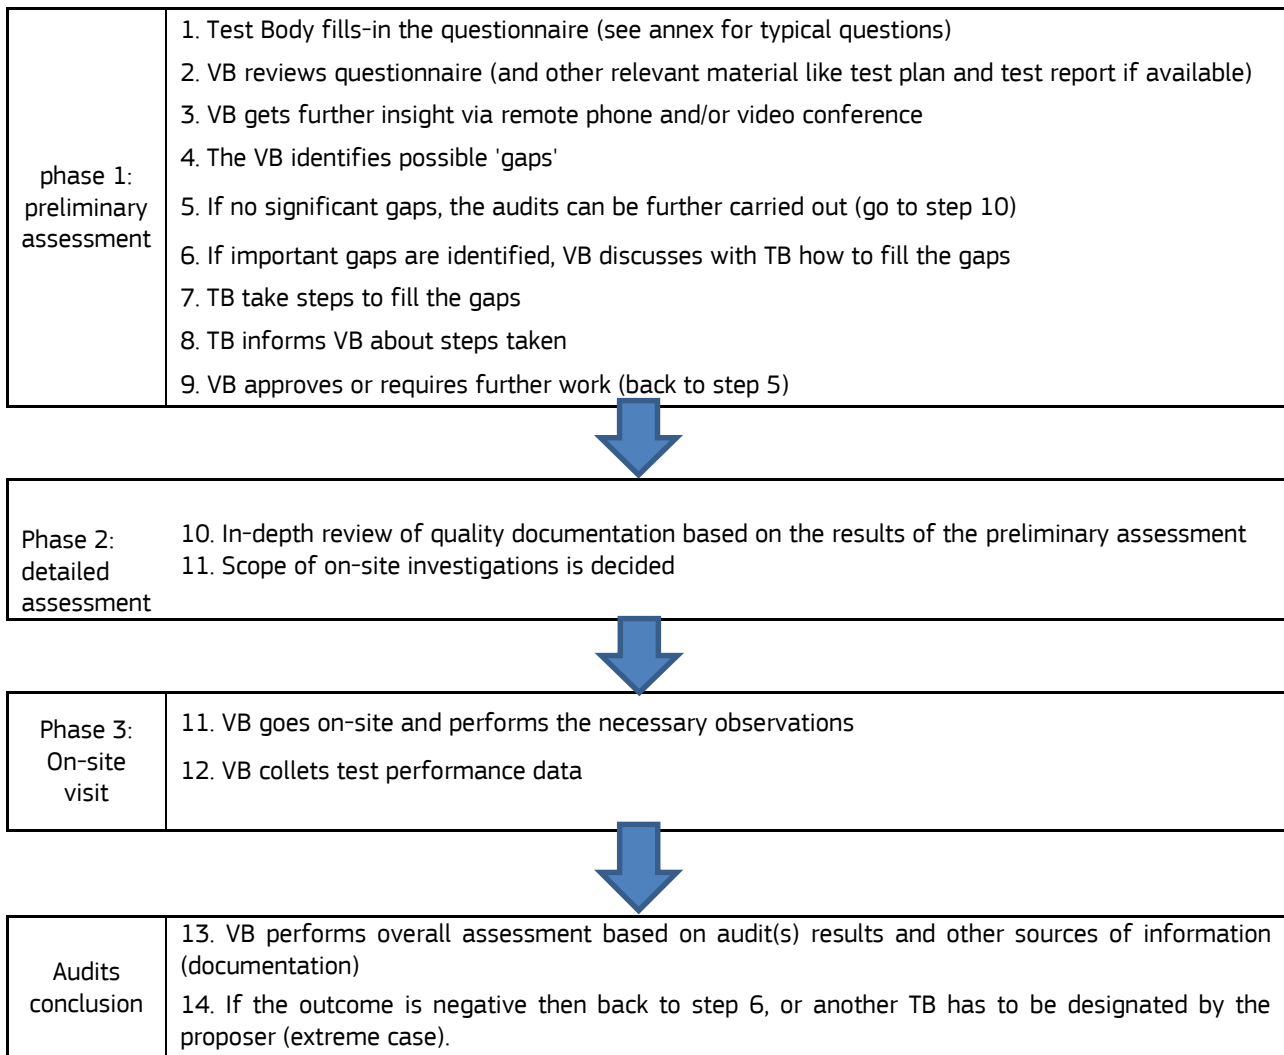 phase 1:
preliminary
assessment
1. Test Body fills-in the questionnaire (see annex for typical questions)
2. VB reviews questionnaire (and other relevant material like test plan and test report if available)
3. VB gets further insight via remote phone and/or video conference
4. The VB identifies possible 'gaps'
5. If no significant gaps, the audits can be further carried out (go to step 10)
6. If important gaps are identified, VB discusses with TB how to fill the gaps
7. TB take steps to fill the gaps
8. TB informs VB about steps taken
9. VB approves or requires further work (back to step 5)
Phase 2:
detailed
assessment
10. In-depth review of quality documentation based on the results of the preliminary assessment
11. Scope of on-site investigations is decided
Phase 3:
On-site
visit
11. VB goes on-site and performs the necessary observations
12. VB collets test performance data
Audits
conclusion
13. VB performs overall assessment based on audit(s) results and other sources of information
(documentation)
14. If the outcome is negative then back to step 6, or another TB has to be designated by the
proposer (extreme case).